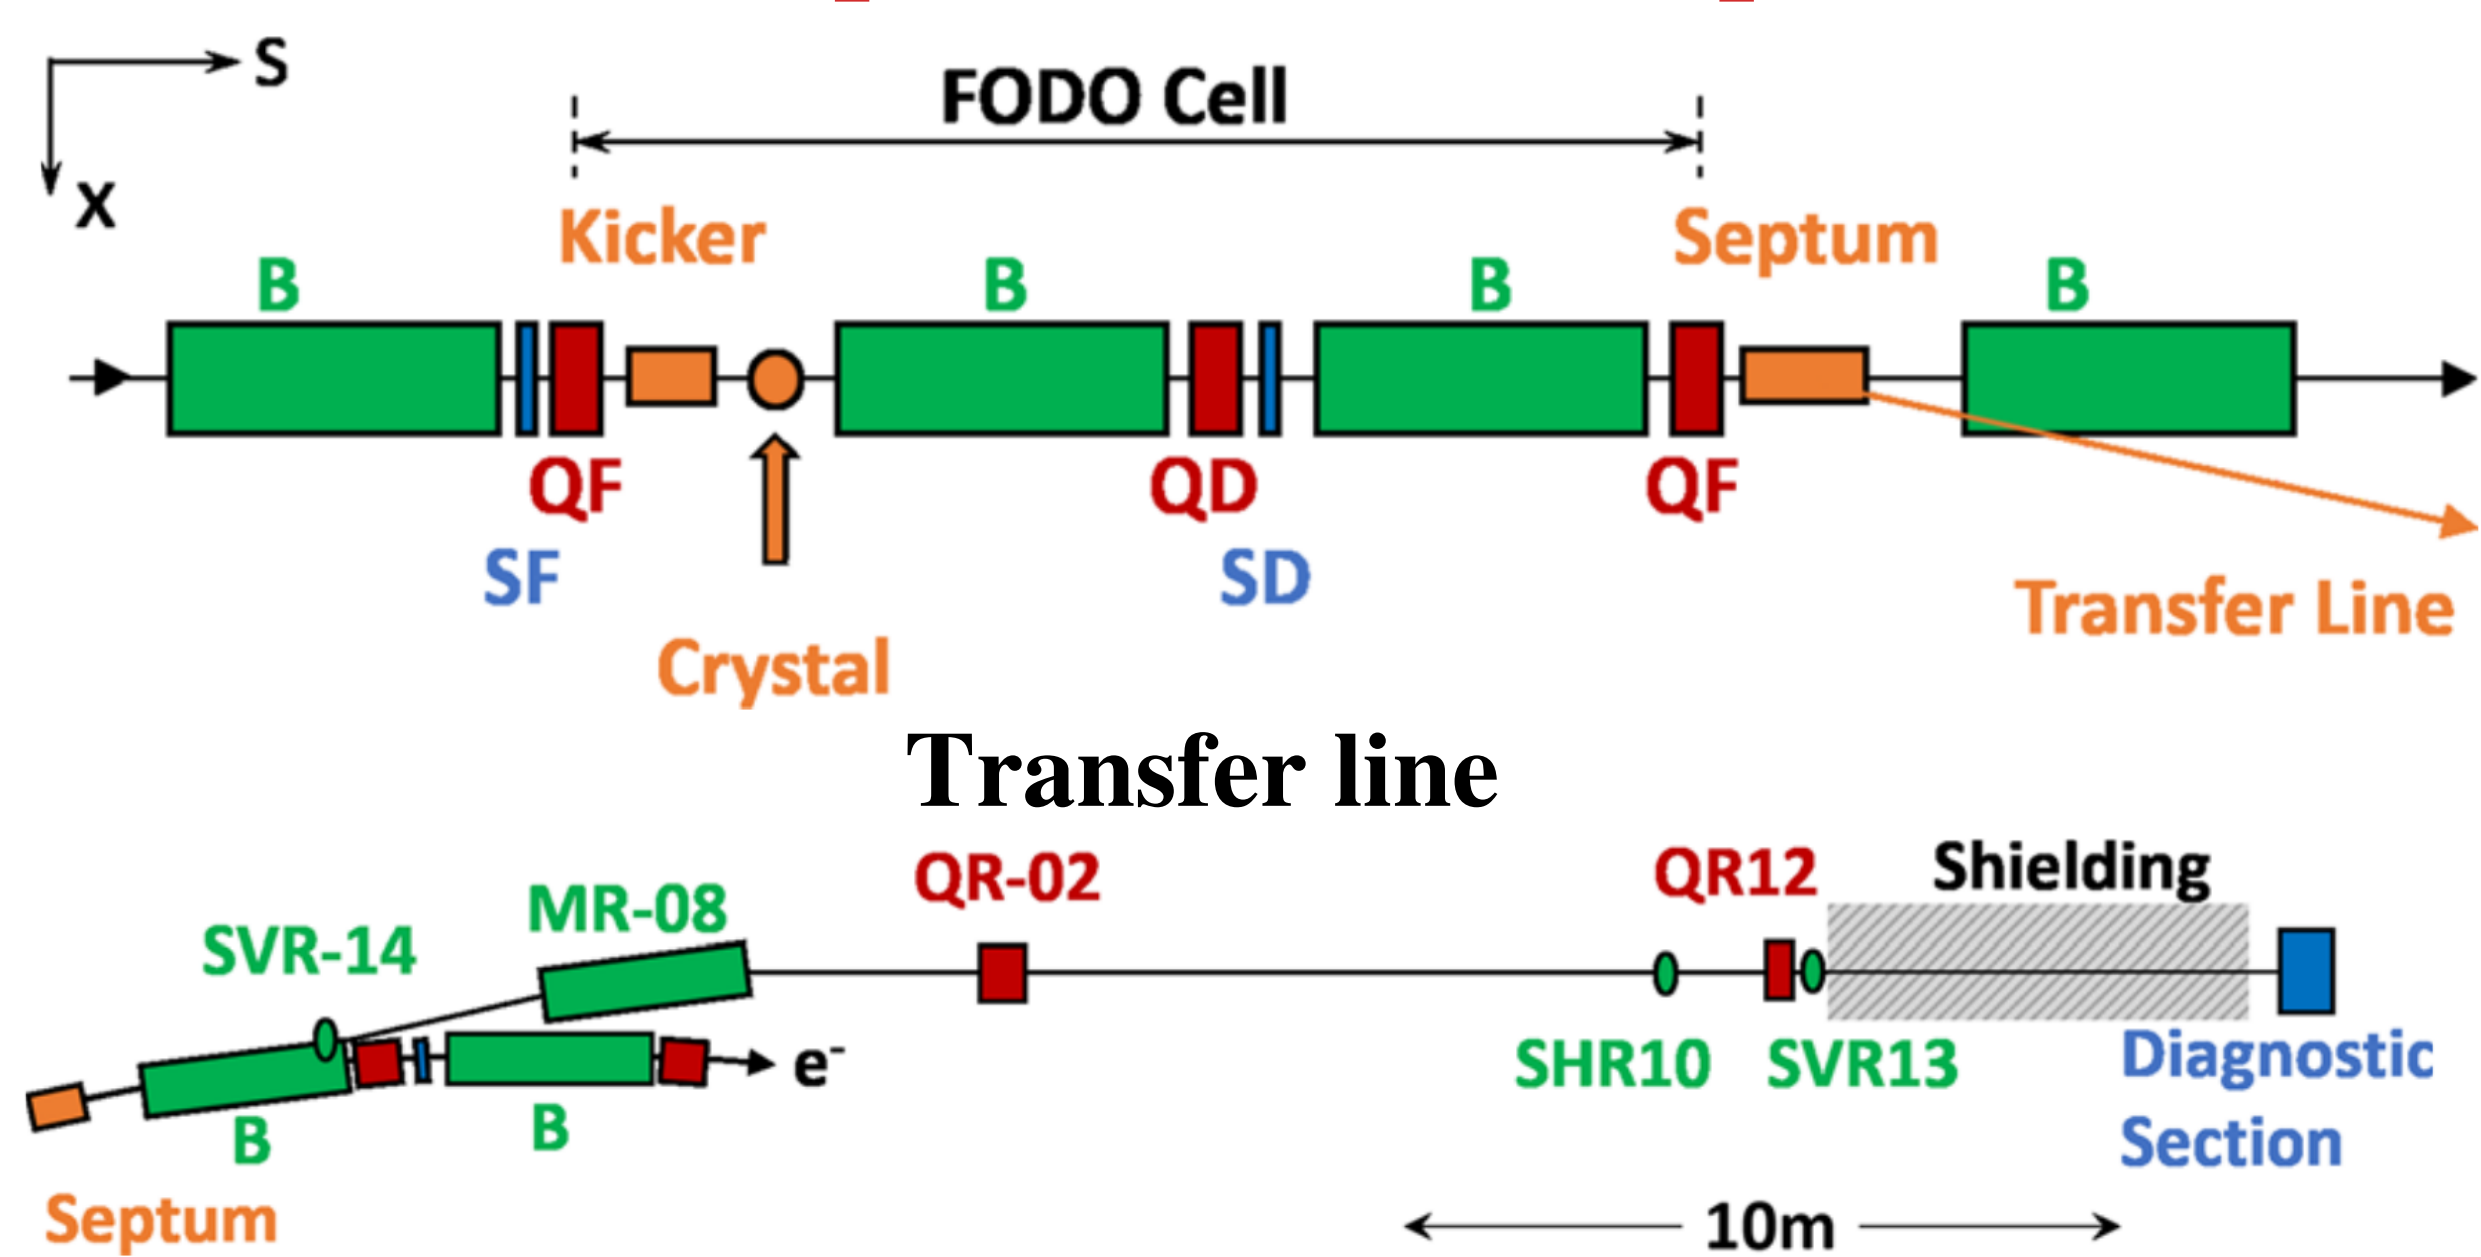 S
FODO Cell
X
Kicker
Septum
B
B
B
B
QF
QD
QF
SF
SD
Transfer Line
Crystal
Transfer line
QR-02
QR12
Shielding
MR-08
SVR-14
SHR10
SVR13
Diagnostic
Section
e⁻
B
B
Septum
10m